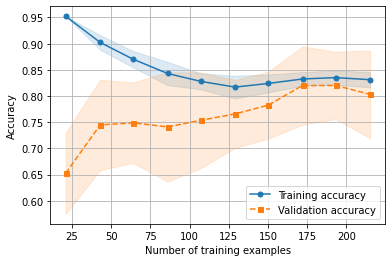 0.95
0.90
0.85
0.80
0.75
0.70
0.65
0.60
Accuracy
Training accuracy
Validation accuracy
25 50 75 100 125 150 175 200
Number of training examples